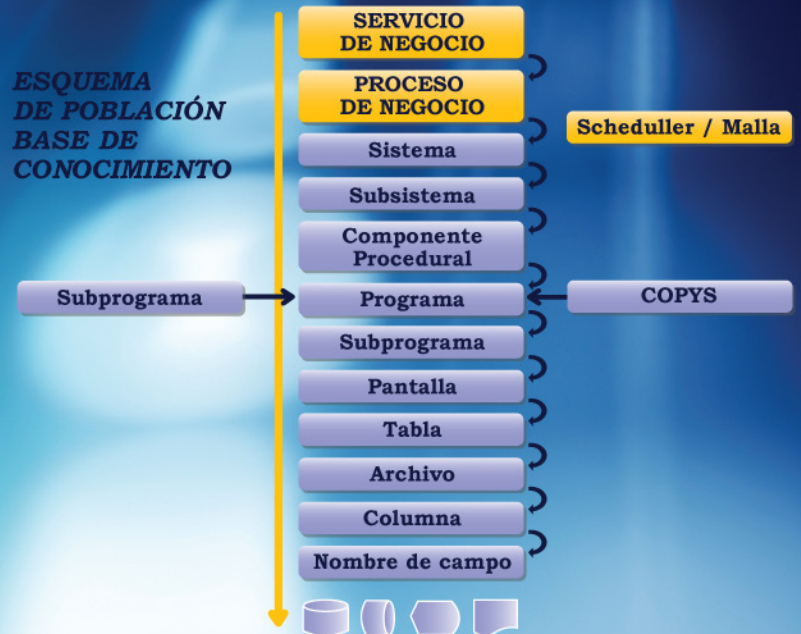 ESQUEMA
DE POBLACIÓN
BASE DE
CONOCIMIENTO
SERVICIO
DE NEGOCIO
PROCESO
DE NEGOCIO
Scheduller / Malla
Sistema
Subsistema
Componente
Procedural
Subprograma
Programa
COPYS
Subprograma
Pantalla
Tabla
Archivo
Columna
Nombre de campo